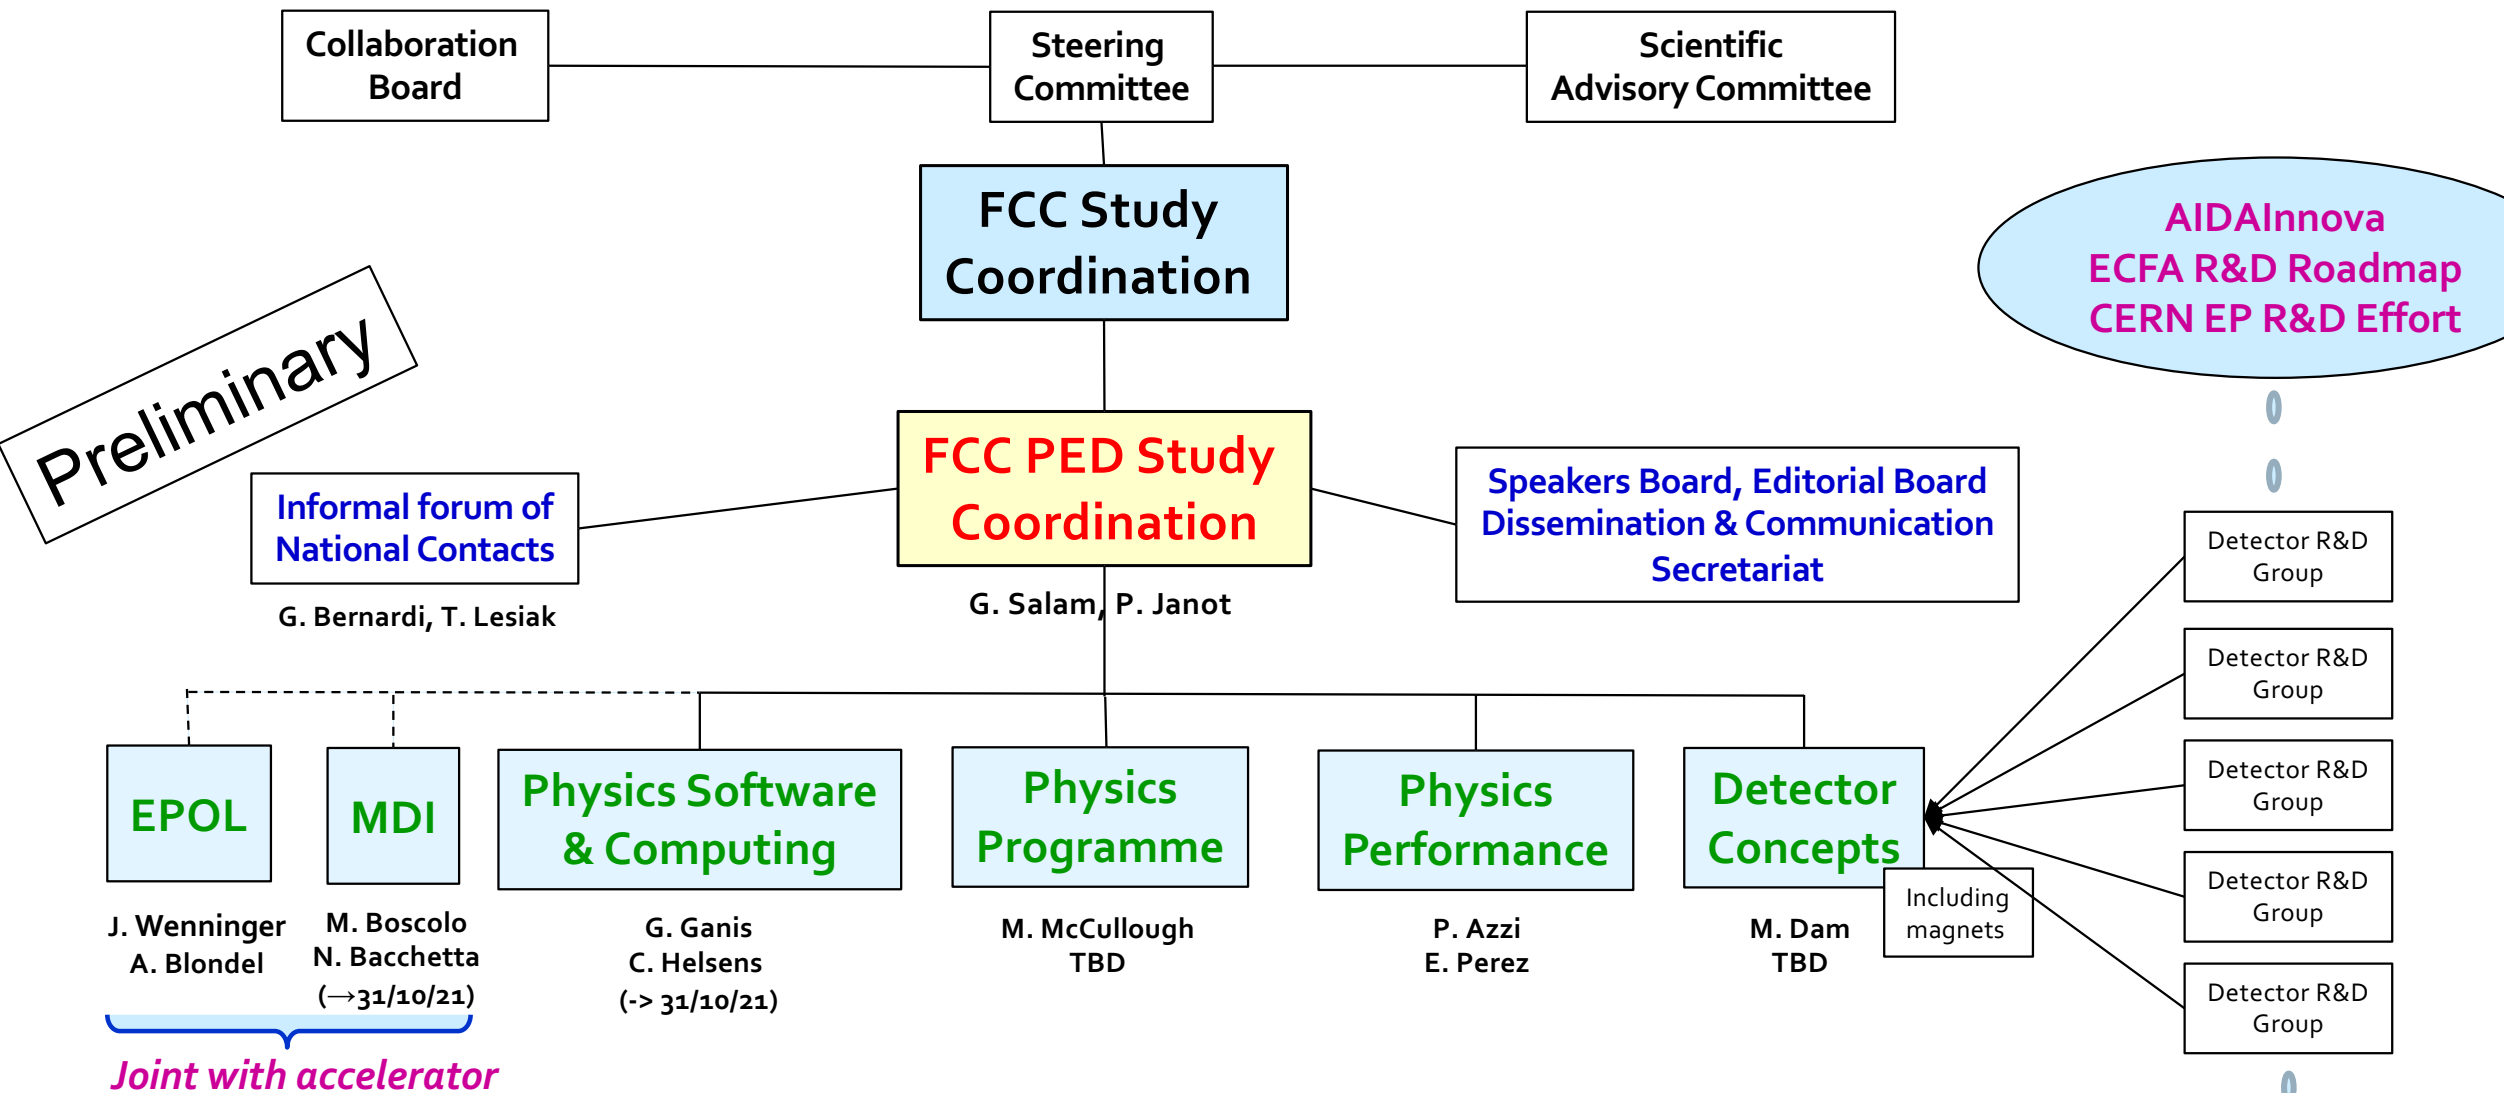 Collaboration
Board
Steering
Committee
Scientific
Advisory Committee
FCC Study
Coordination
AIDAInnova
ECFA R&D Roadmap
CERN EP R&D Effort
Preliminary
FCC PED Study
Coordination
G. Salam, P. Janot
Informal forum of
National Contacts
G. Bernardi, T. Lesiak
Speakers Board, Editorial Board
Dissemination & Communication
Secretariat
Detector R&D
Group
Detector R&D
Group
Detector R&D
Group
Detector R&D
Group
Detector R&D
Group
EPOL
J. Wenninger
A. Blondel
MDI
M. Boscolo
N. Bacchetta
(→31/10/21)
Joint with accelerator
Physics Software
& Computing
G. Ganis
C. Helsens
(-> 31/10/21)
Physics
Programme
M. McCullough
TBD
Physics
Performance
P. Azzi
E. Perez
Detector
Concepts
Including
magnets
M. Dam
TBD